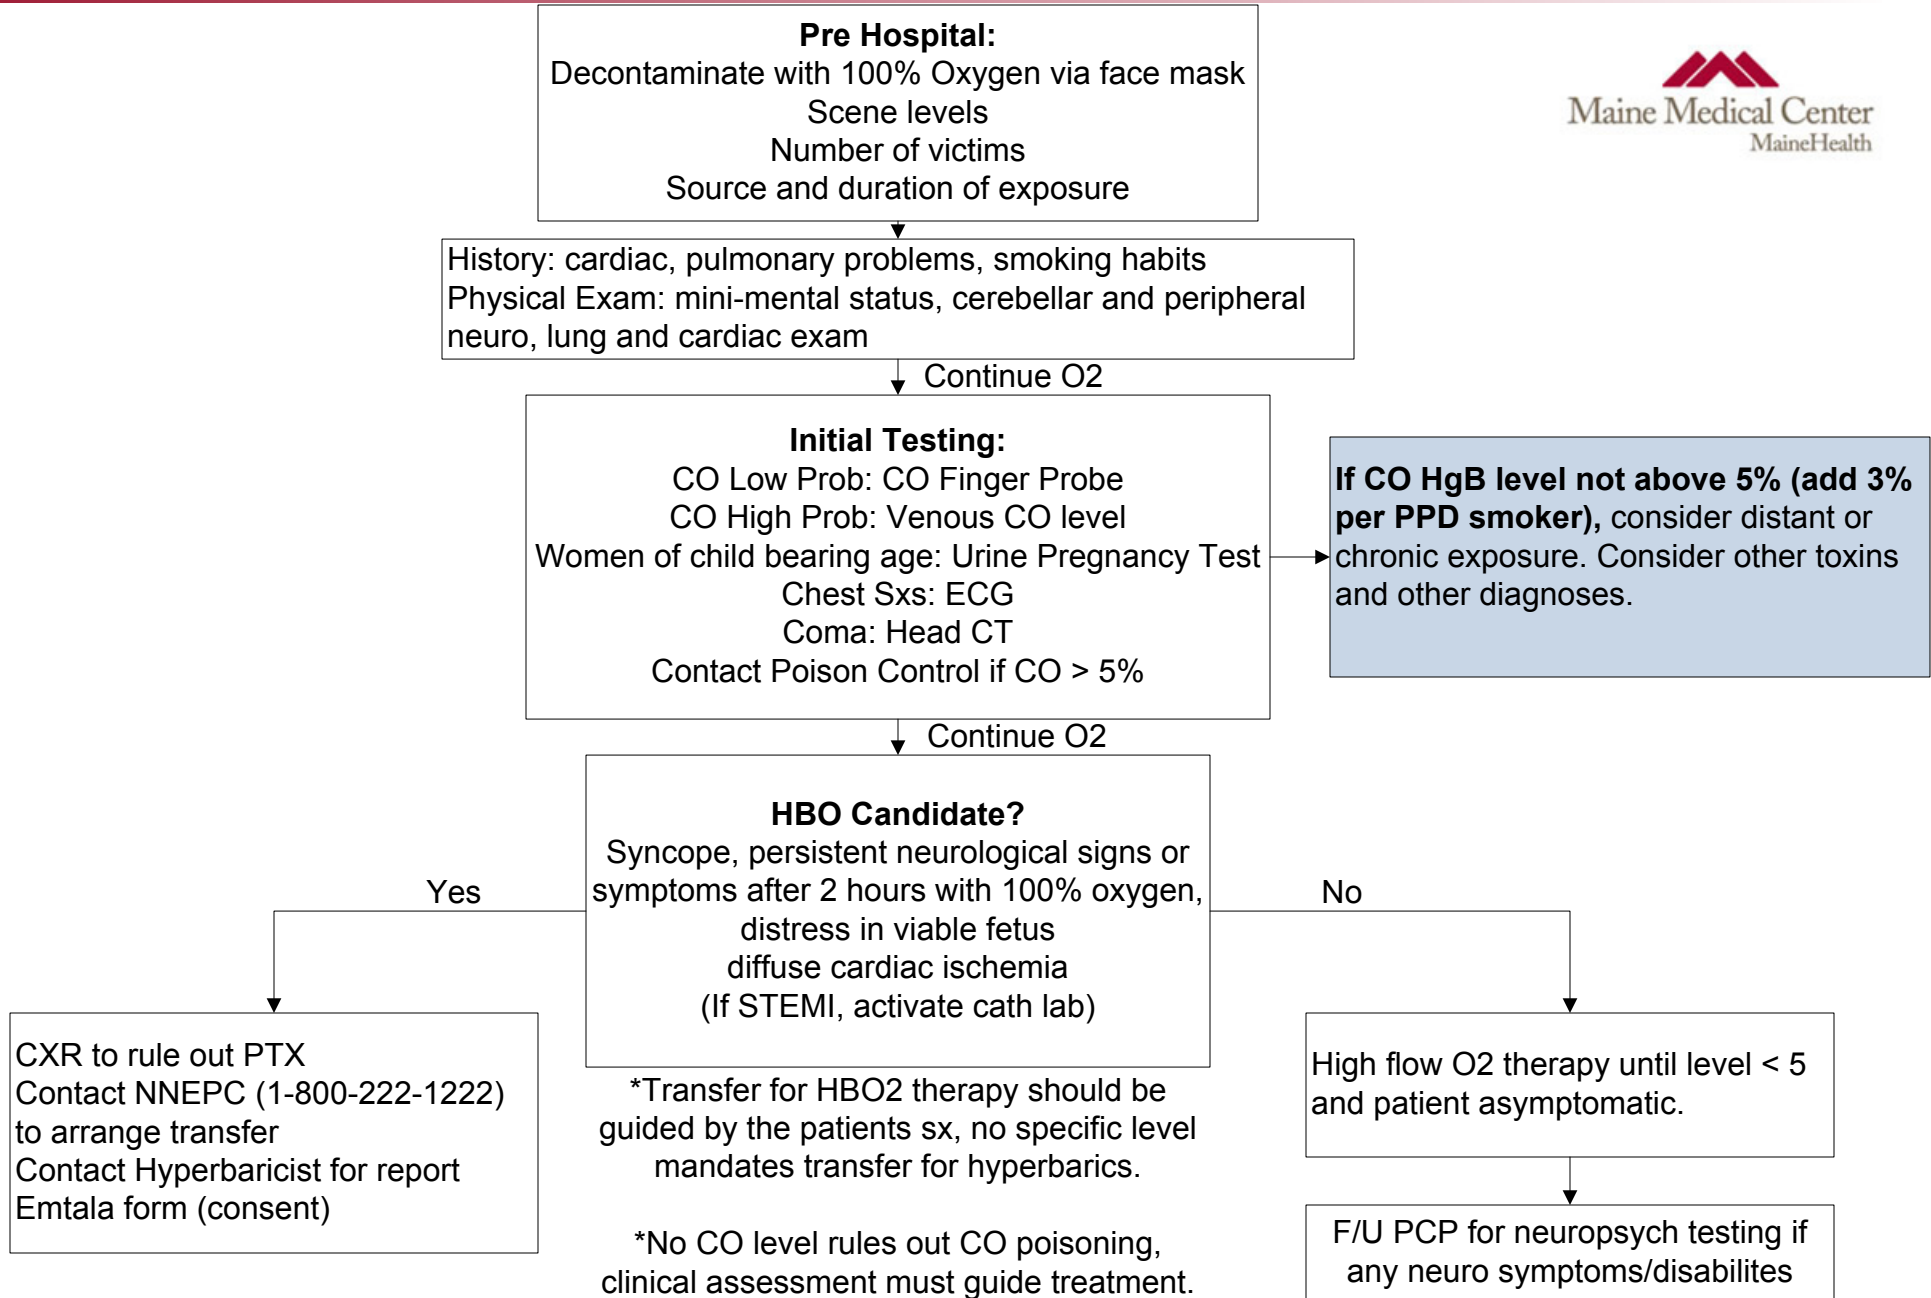 Pre Hospital:
Decontaminate with 100% Oxygen via face mask
Scene levels
Number of victims
Source and duration of exposure
Maine Medical Center
MaineHealth
History: cardiac, pulmonary problems, smoking habits
Physical Exam: mini-mental status, cerebellar and peripheral
neuro, lung and cardiac exam
Continue O2
Initial Testing:
CO Low Prob: CO Finger Probe
CO High Prob: Venous CO level
Women of child bearing age: Urine Pregnancy Test
Chest Sxs: ECG
Coma: Head CT
Contact Poison Control if CO > 5%
If CO HgB level not above 5% (add 3%
per PPD smoker), consider distant or
chronic exposure. Consider other toxins
and other diagnoses.
Continue O2
HBO Candidate?
Syncope, persistent neurological signs or
symptoms after 2 hours with 100% oxygen,
distress in viable fetus
diffuse cardiac ischemia
(If STEMI, activate cath lab)
Yes
No
CXR to rule out PTX
Contact NNEPC (1-800-222-1222)
to arrange transfer
Contact Hyperbaricist for report
Emtala form (consent)
*Transfer for HBO2 therapy should be
guided by the patients sx, no specific level
mandates transfer for hyperbarics.
*No CO level rules out CO poisoning,
clinical assessment must guide treatment.
High flow O2 therapy until level < 5
and patient asymptomatic.
F/U PCP for neuropsych testing if
any neuro symptoms/disabilites